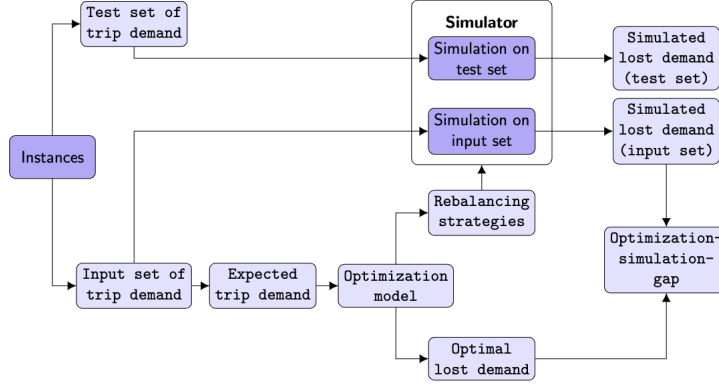 Test set of
trip demand
Simulator
Simulation on
test set
Simulated
lost demand
(test set)
Simulation on
input set
Simulated
lost demand
(input set)
Instances
Rebalancing
strategies
Optimization-
simulation-
gap
Input set of
trip demand
Expected
trip demand
Optimization
model
Optimal
lost demand